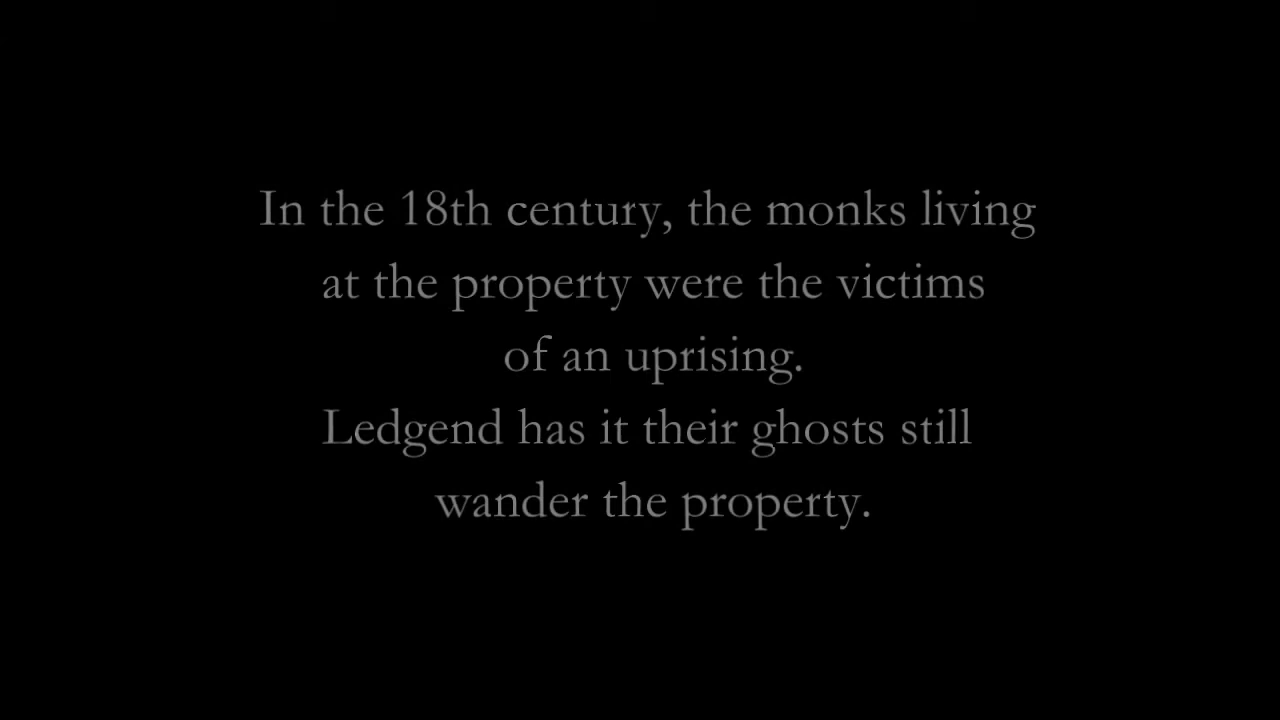 In the 18th century, the monks living
at the property were the victims
of an uprising.
Ledgend has it their ghosts still
wander the property.